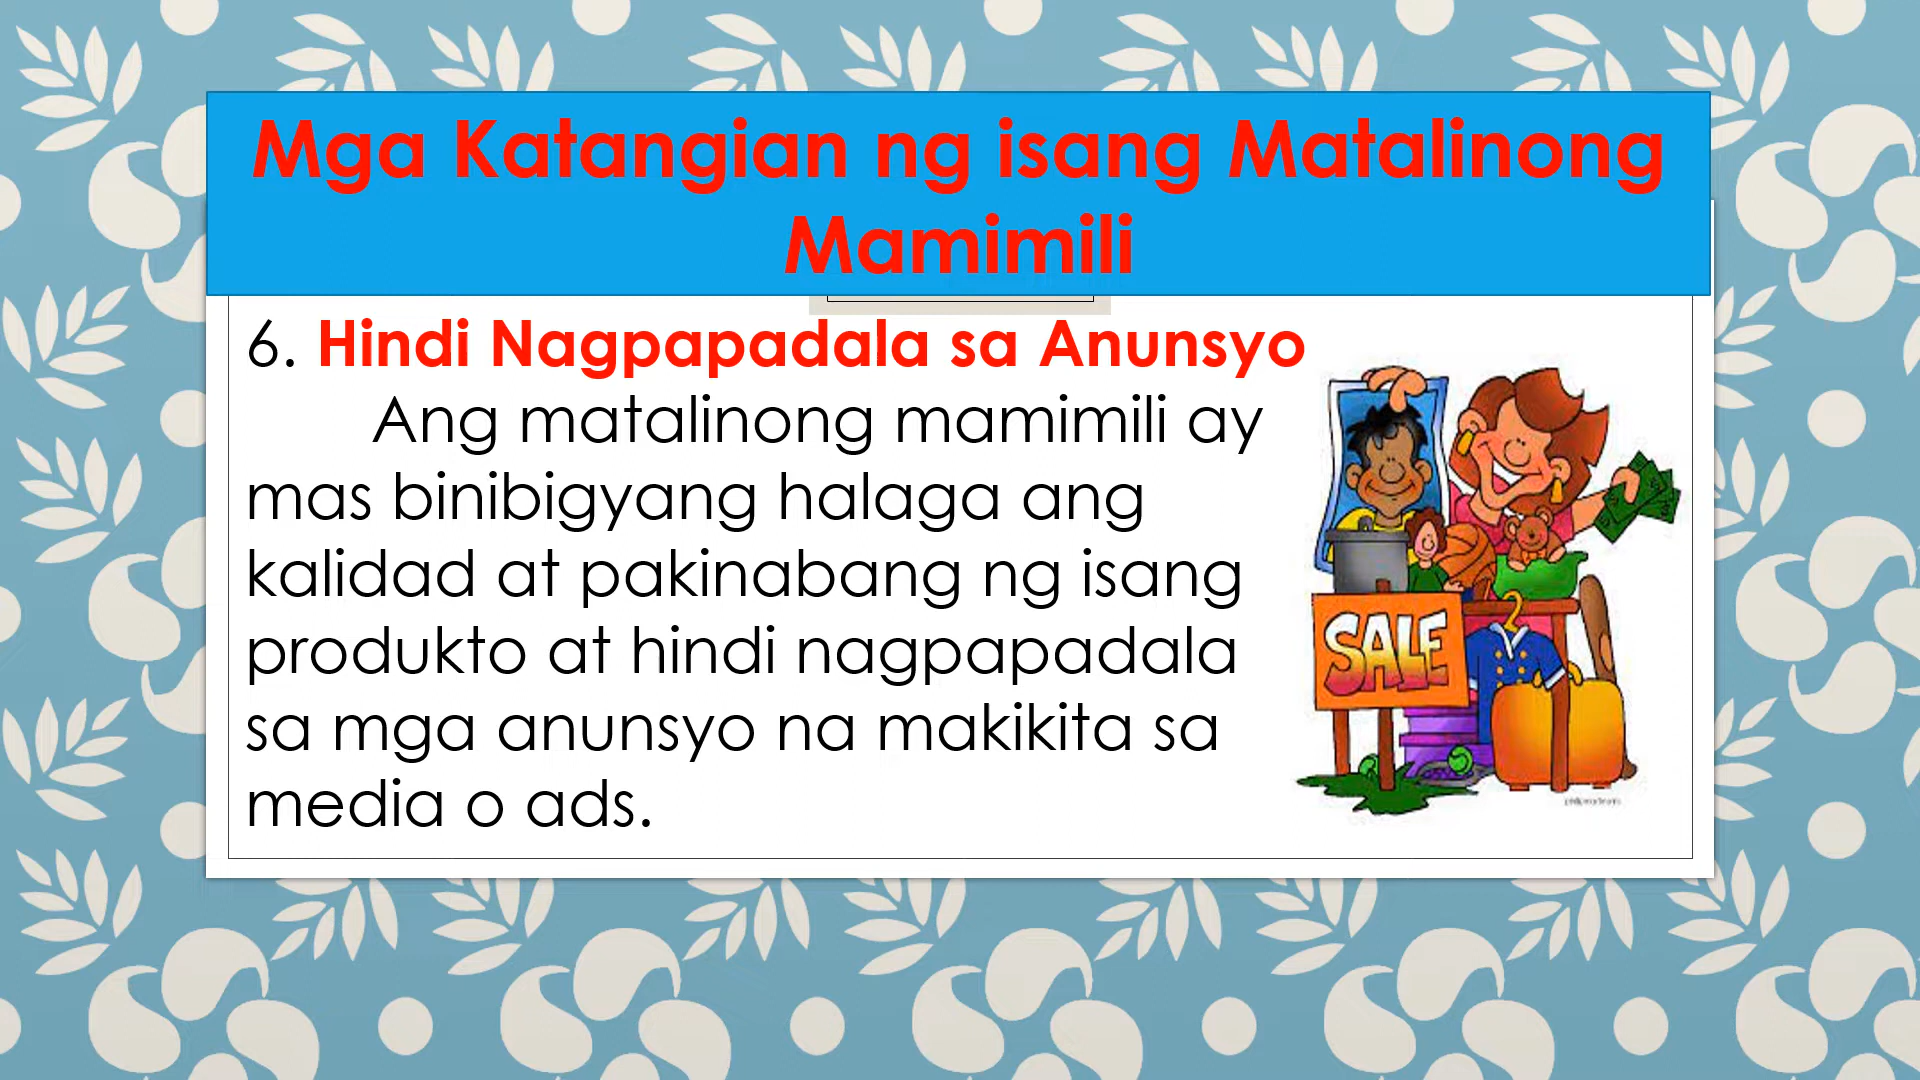 Mga Katangian ng isang Matalinong
Mamimili
6. Hindi Nagpapadala sa Anunsyo
Ang matalinong mamimili ay
mas binibigyang halaga ang
kalidad at pakinabang ng isang
produkto at hindi nagpapadala
sa mga anunsyo na makikita sa
media o ads.
SALE